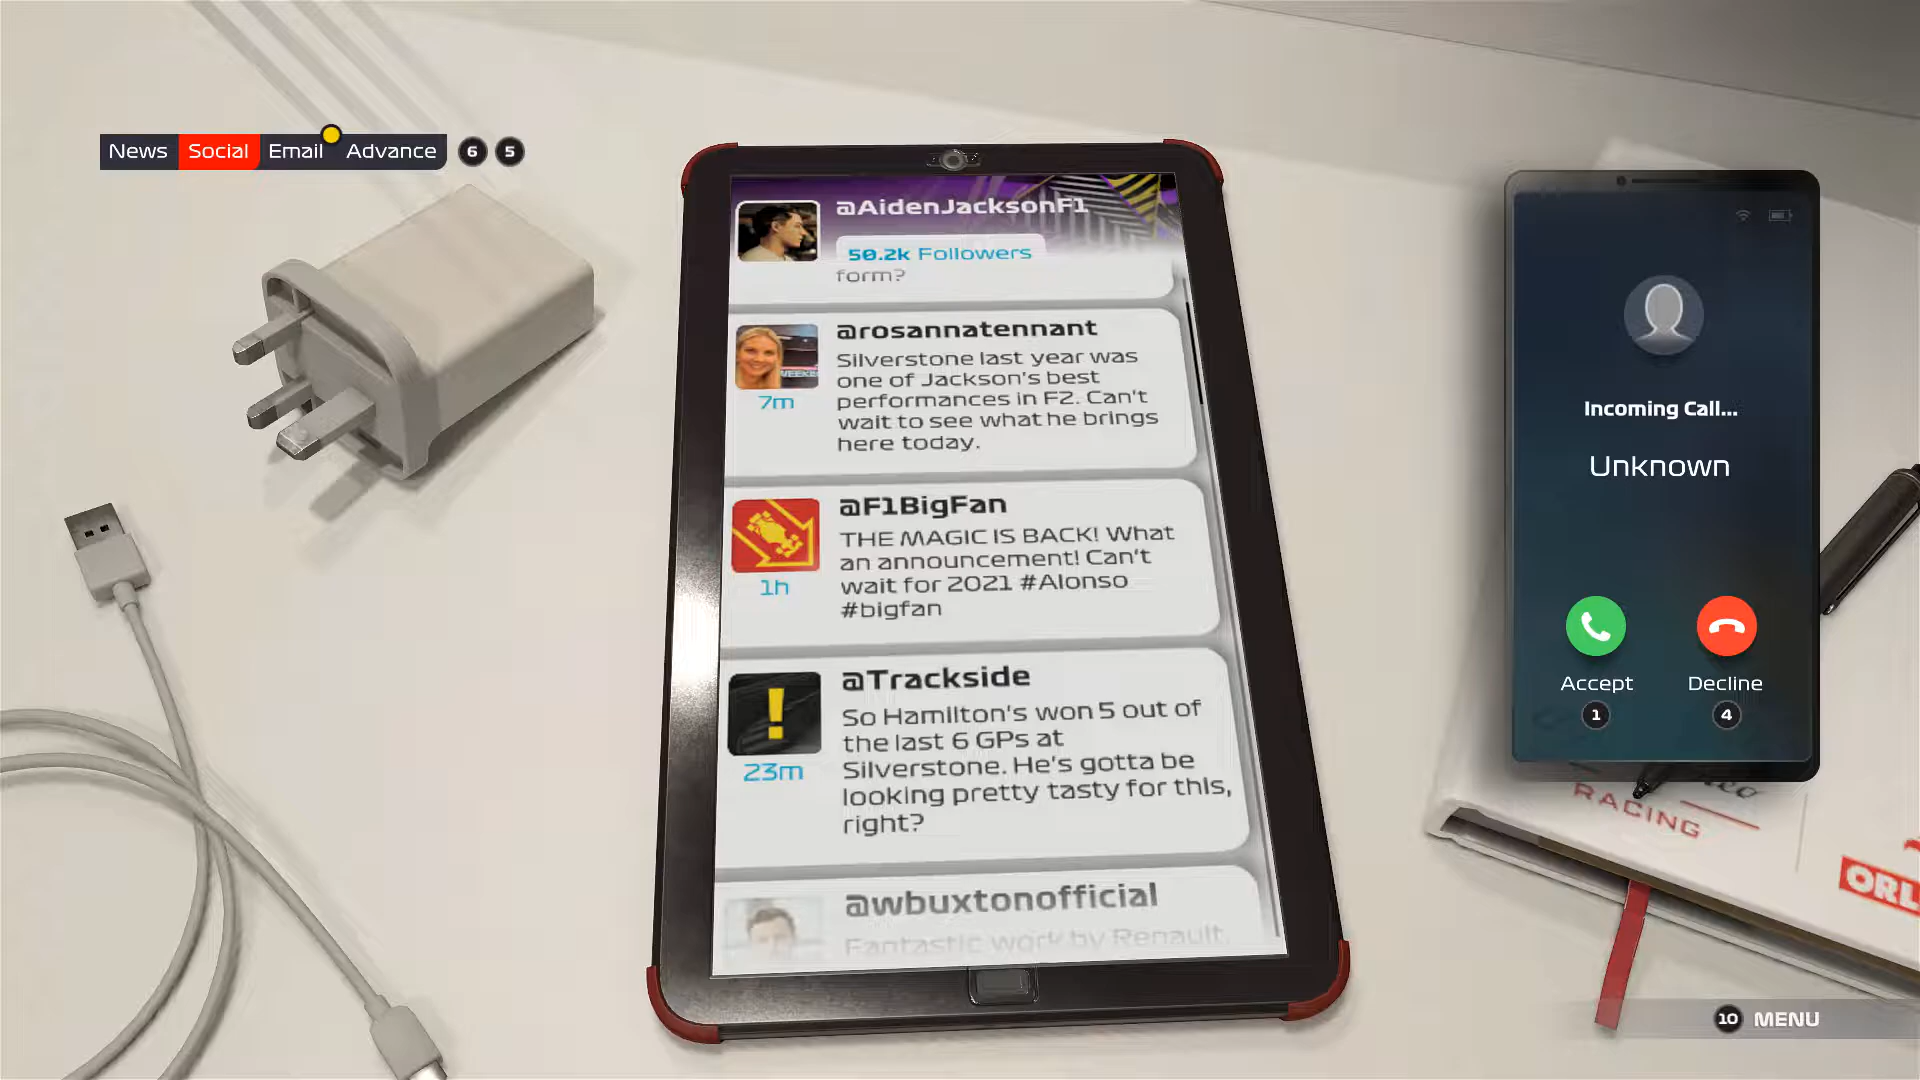 News Social Email Advance 6 5
@AidenJacksonF1
50.2k Followers
form?
@rosannatennant
7m
Silverstone last year was
one of Jackson's best
performances in F2. Can't
wait to see what he brings
here today.
@F1BigFan
1h
THE MAGIC IS BACK! What
an announcement! Can't
wait for 2021 #Alonso
#bigfan
@Trackside
23m
So Hamilton's won 5 out of
the last 6 GPs at
Silverstone. He's gotta be
looking pretty tasty for this,
right?
@wbuxtonofficial
Fantastic work by Renault.
Incoming Call...
Unknown
Accept Decline
1 4
RACING
10 MENU